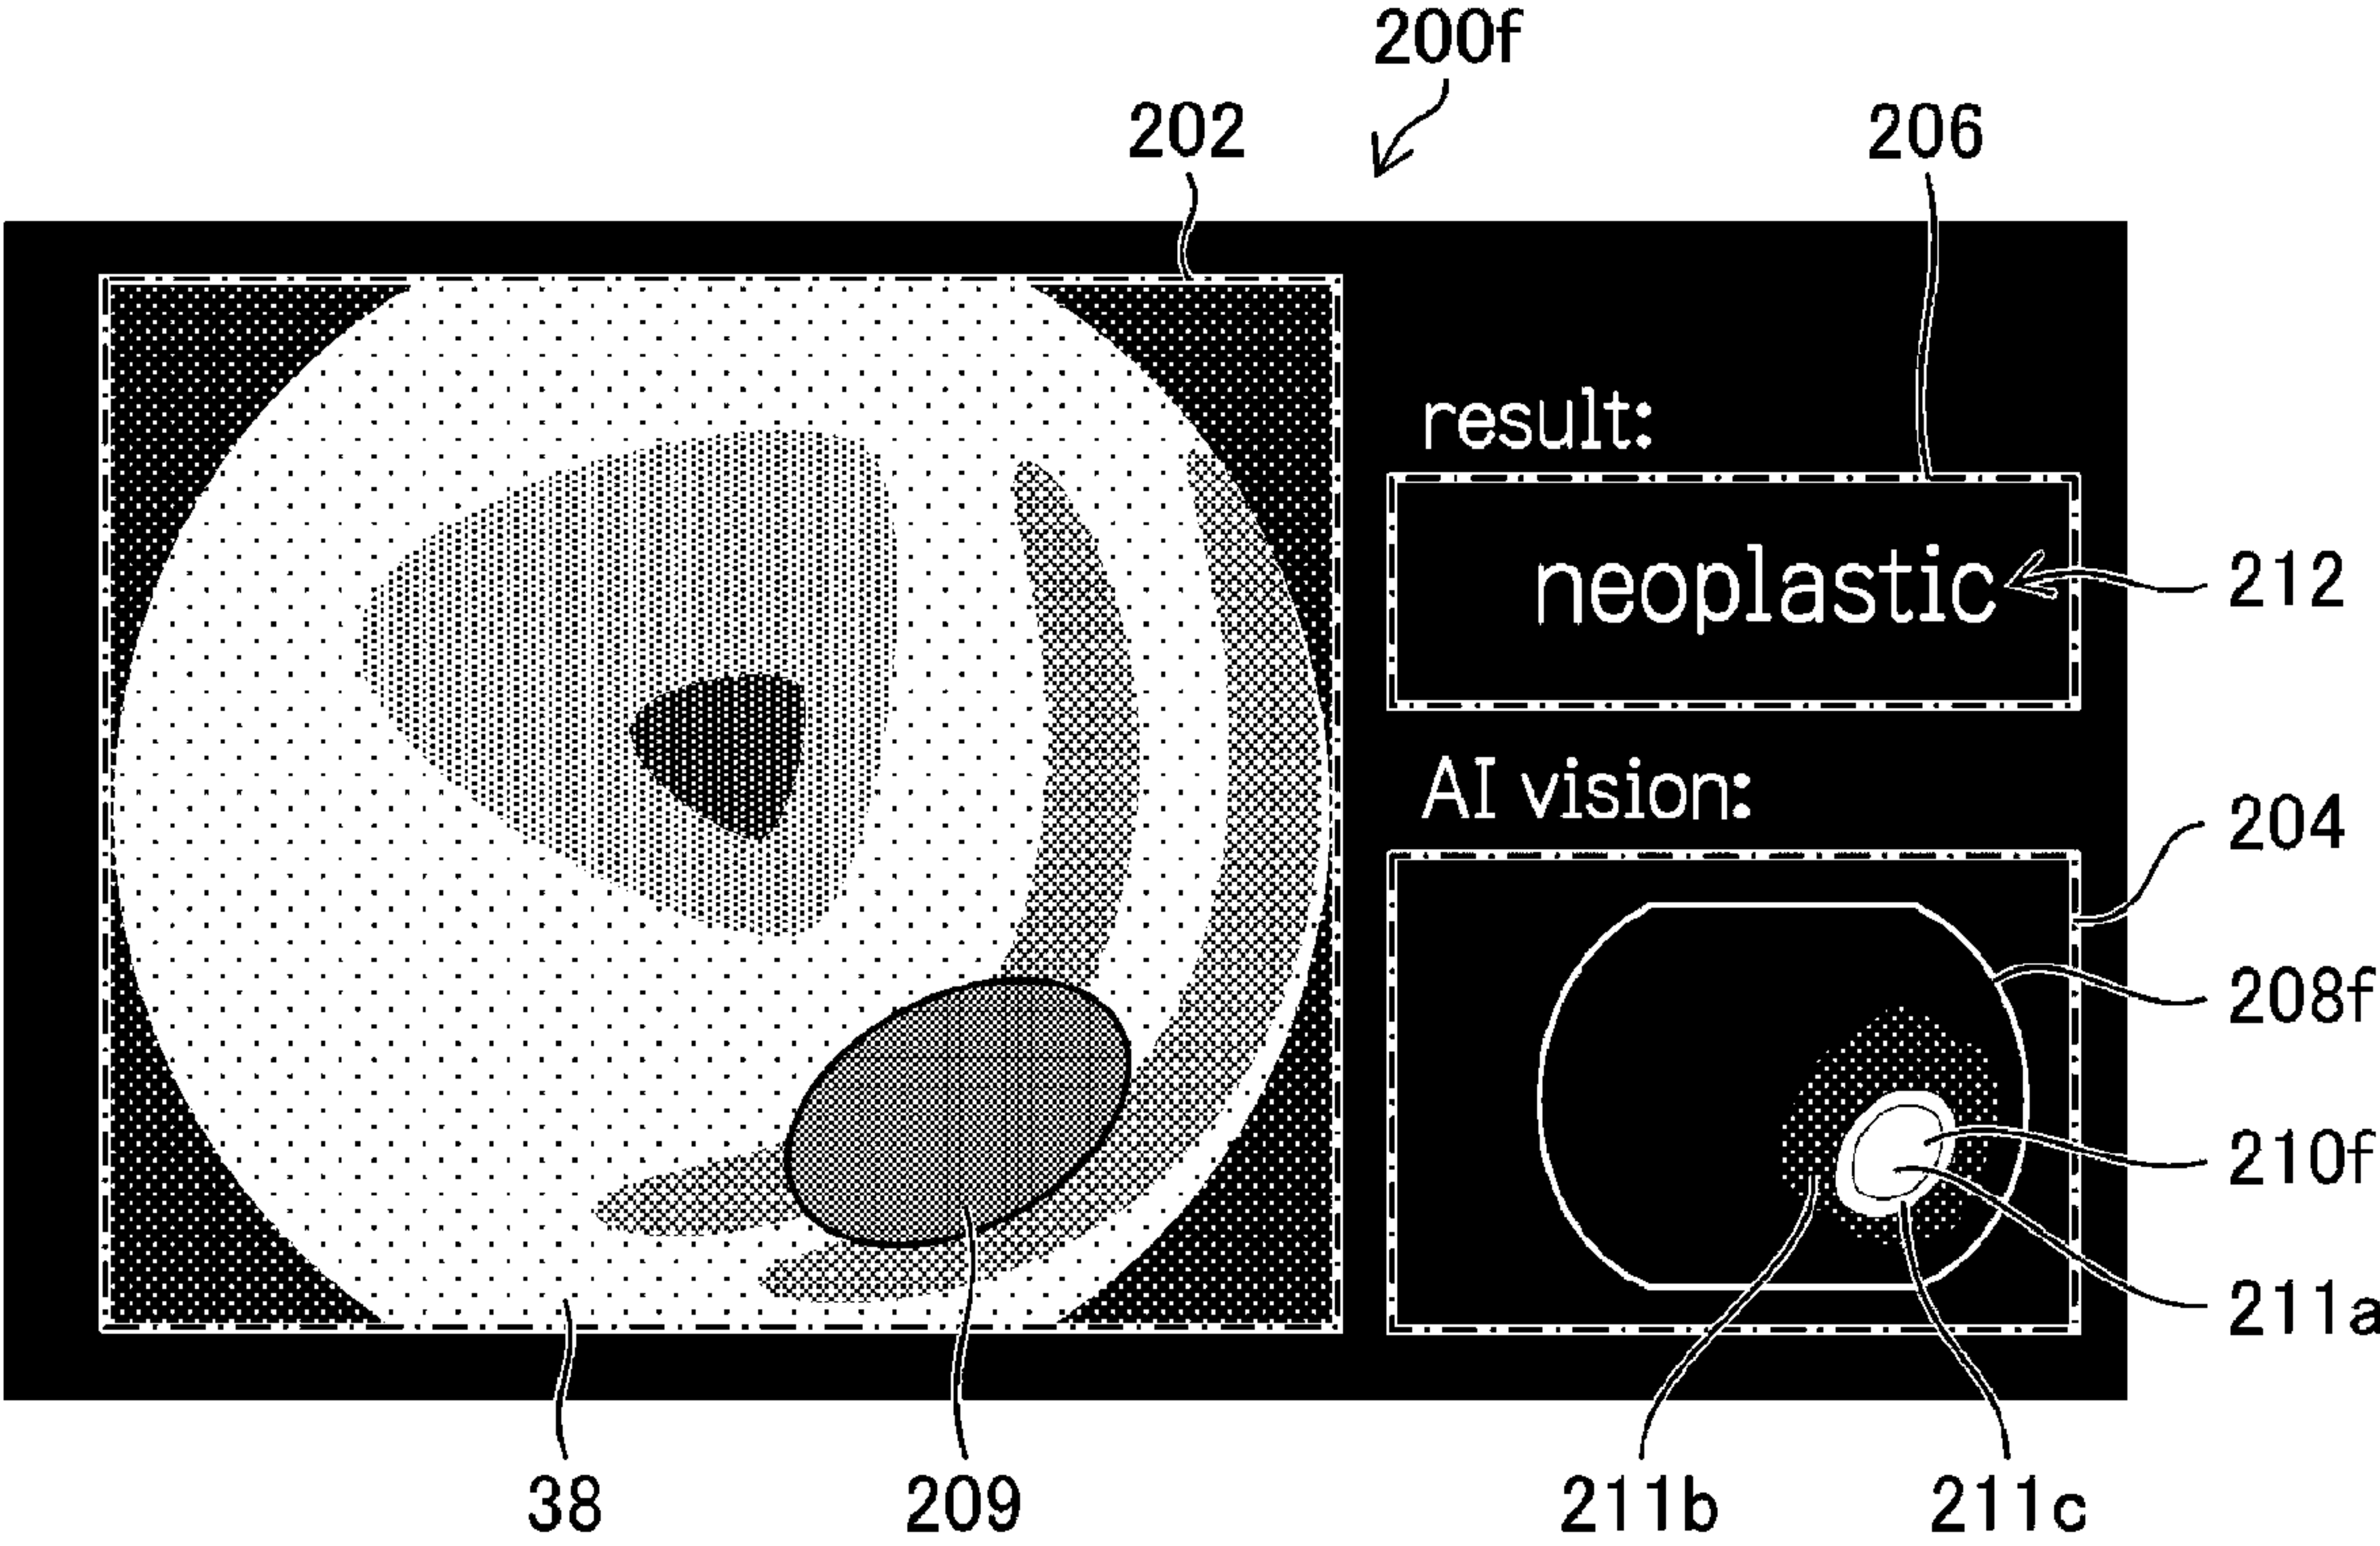 200f
202
206
result:
neoplastic
212
AI vision:
204
208f
210f
211a
38
209
211b
211c